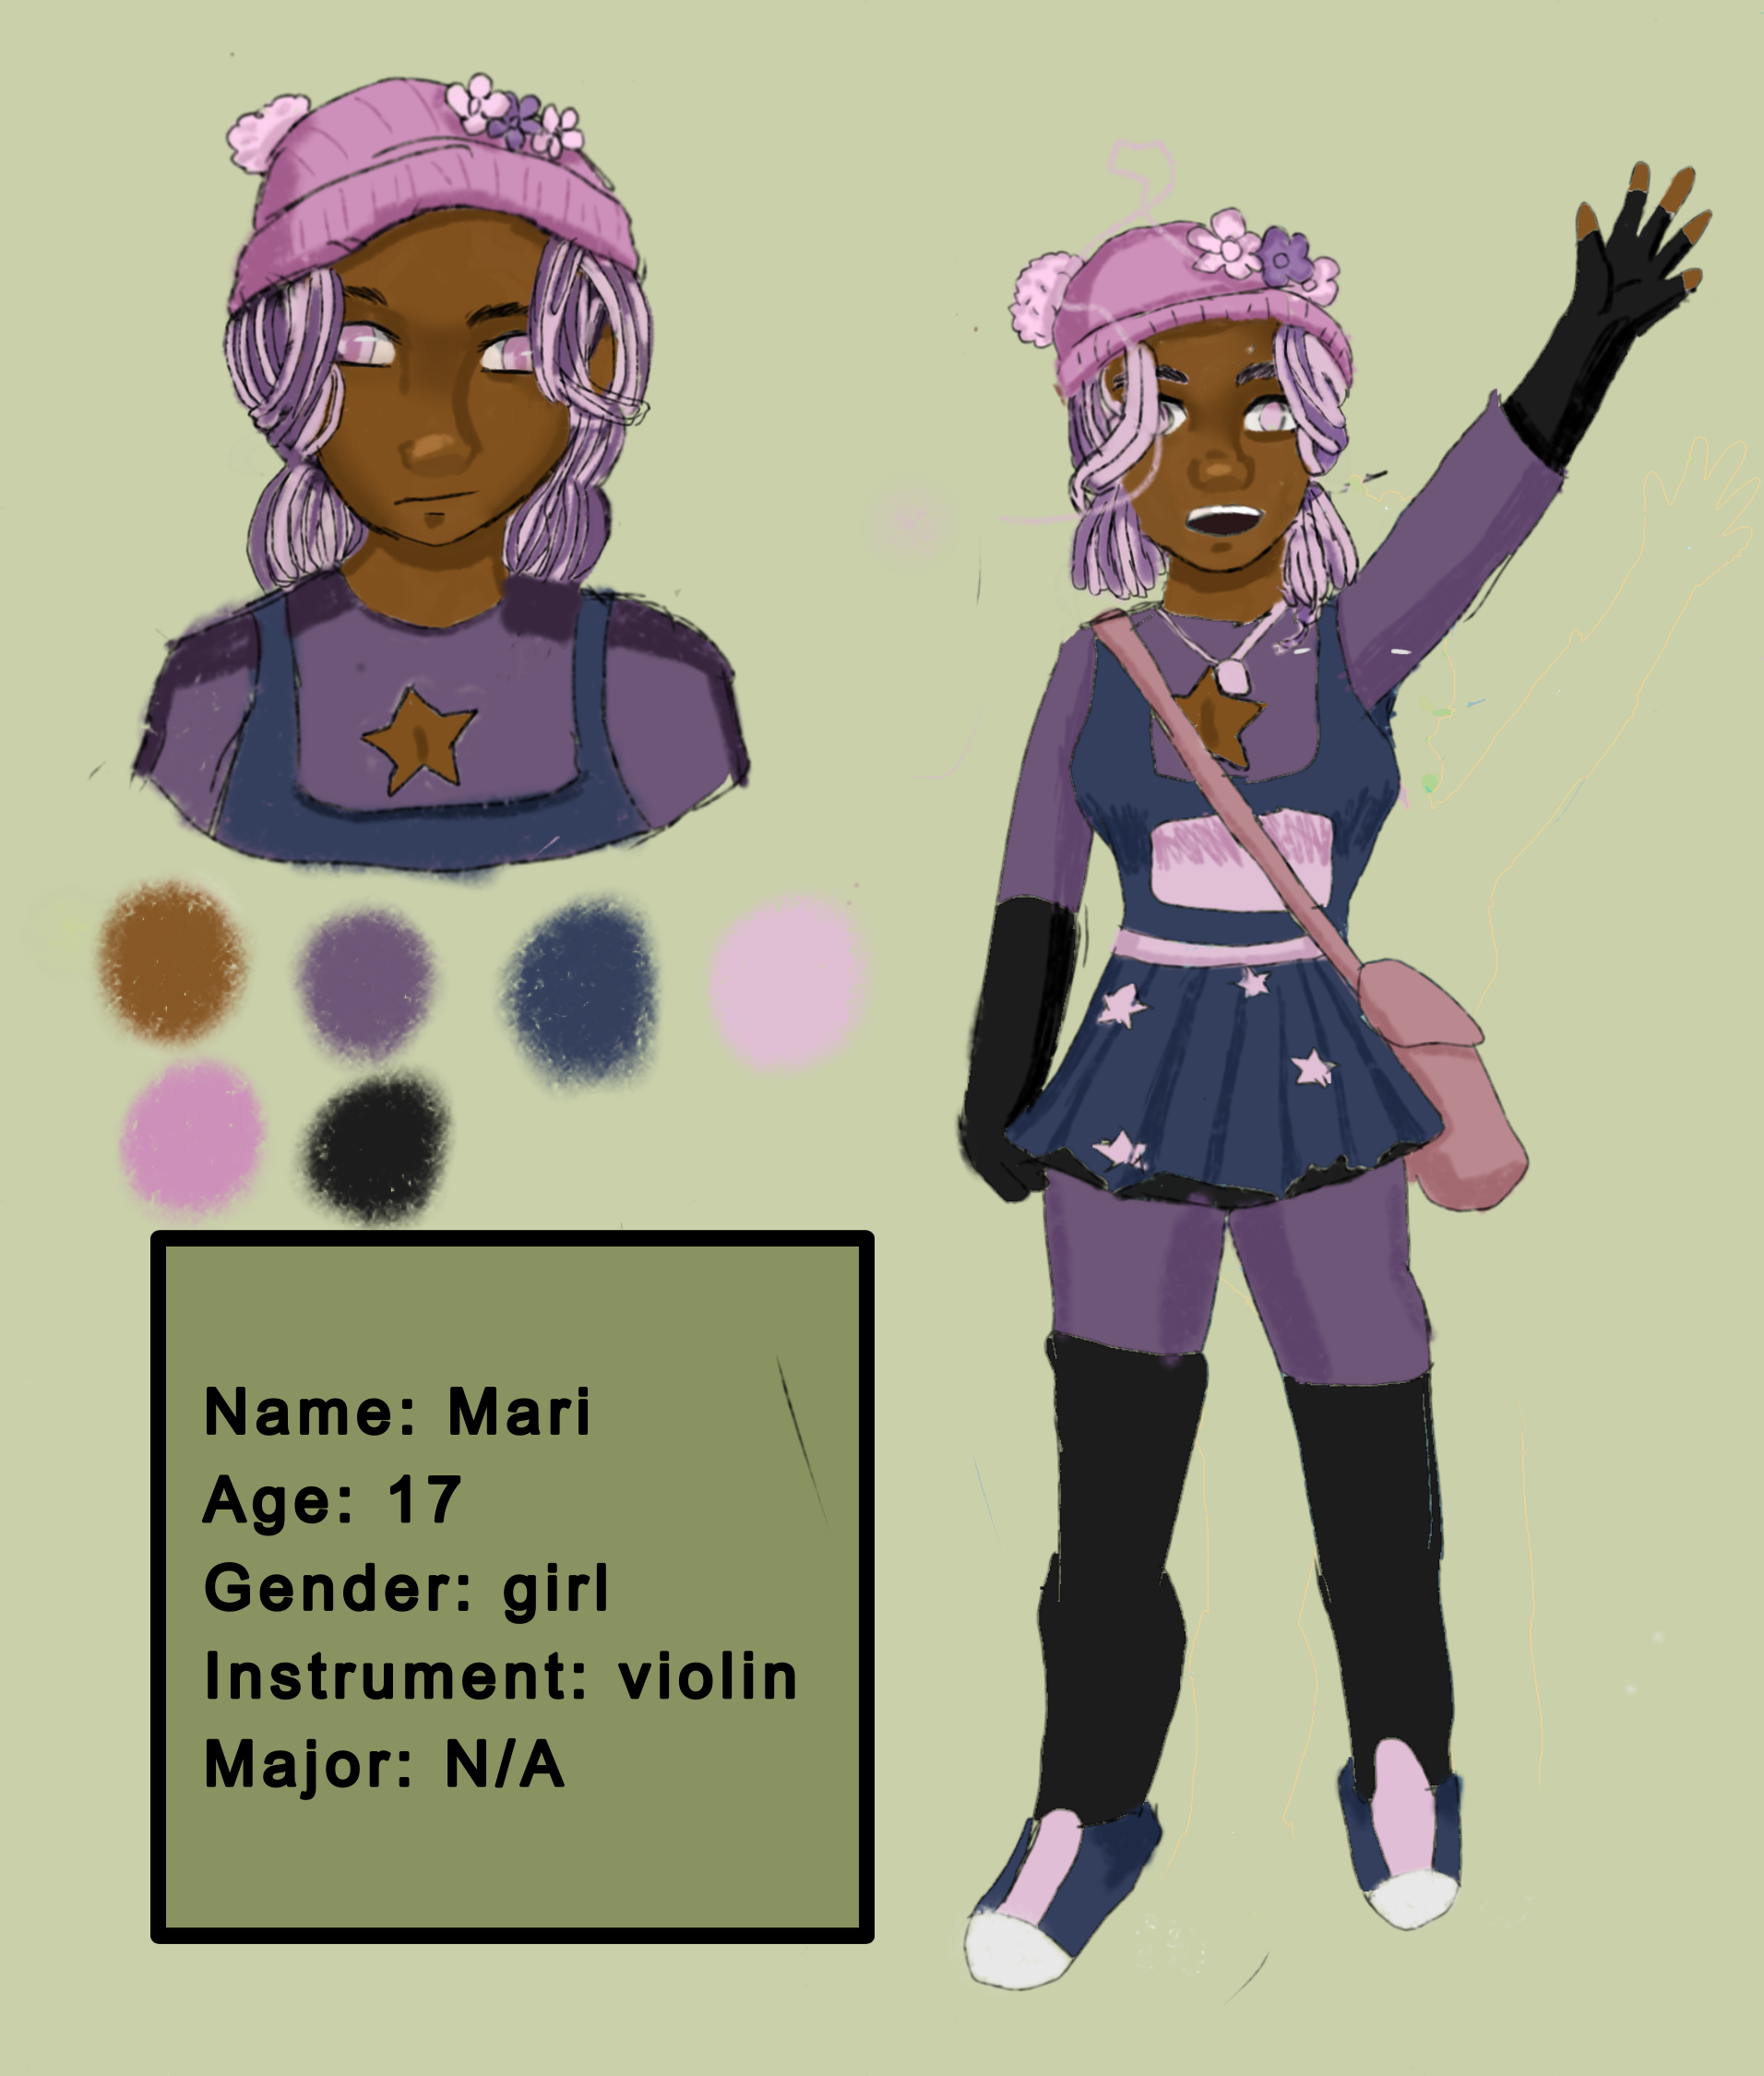 Name: Mari
Age: 17
Gender: girl
Instrument: violin
Major: N/A